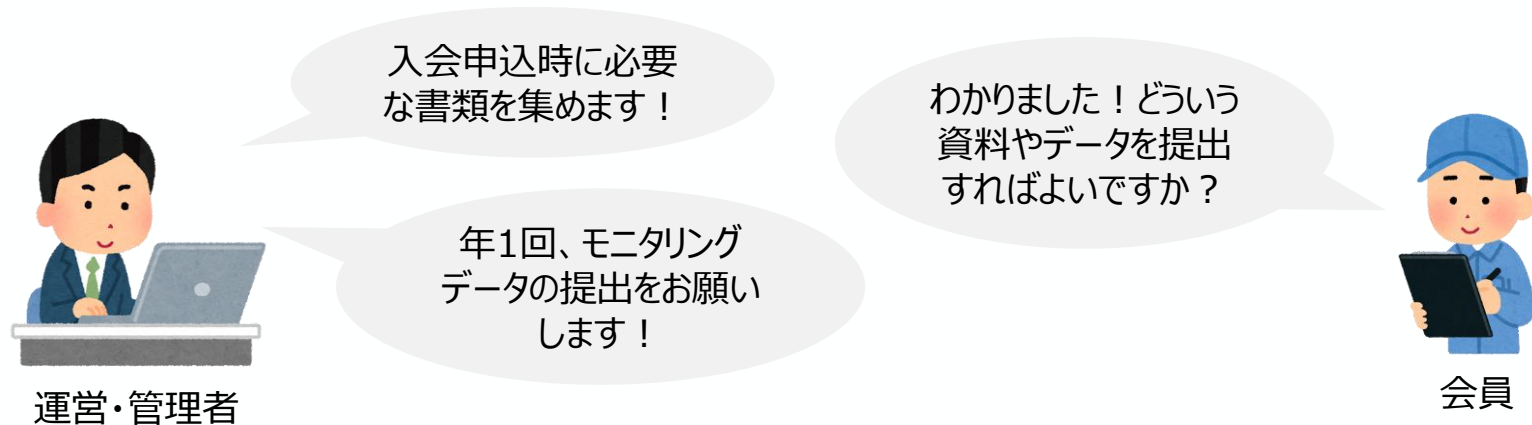 入会申込時に必要
な書類を集めます！
年1回、モニタリング
データの提出をお願い
します！
わかりました！どういう
資料やデータを提出
すればよいですか？
運営・管理者
会員